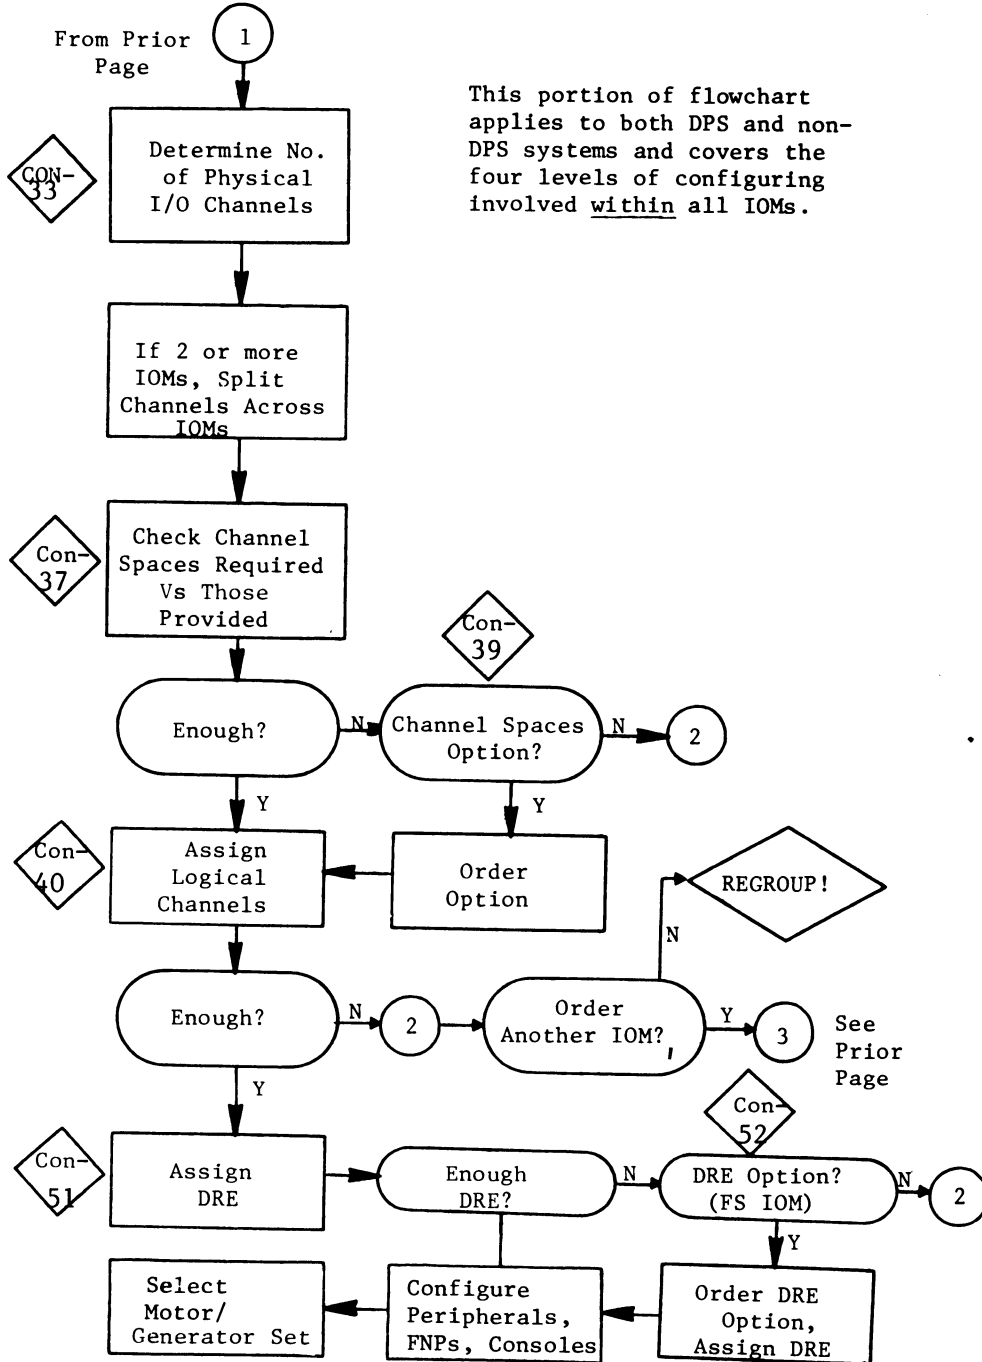 From Prior
Page
1
This portion of flowchart
applies to both DPS and non-
DPS systems and covers the
four levels of configuring
involved within all IOMs.
CON-
33
Determine No.
of Physical
I/O Channels
If 2 or more
IOMs, Split
Channels Across
IOMs
Con-
37
Check Channel
Spaces Required
Vs Those
Provided
Con-
39
Enough?
N
Channel Spaces
Option?
N
2
Y
Y
Con-
40
Assign
Logical
Channels
Order
Option
REGROUP!
N
Enough?
N
2
Order
Another IOM?
Y
3
See
Prior
Page
Y
Con-
52
Con-
51
Assign
DRE
Enough
DRE?
N
DRE Option?
(FS IOM)
N
2
Y
Select
Motor/
Generator Set
Configure
Peripherals,
FNPs, Consoles
Order DRE
Option,
Assign DRE